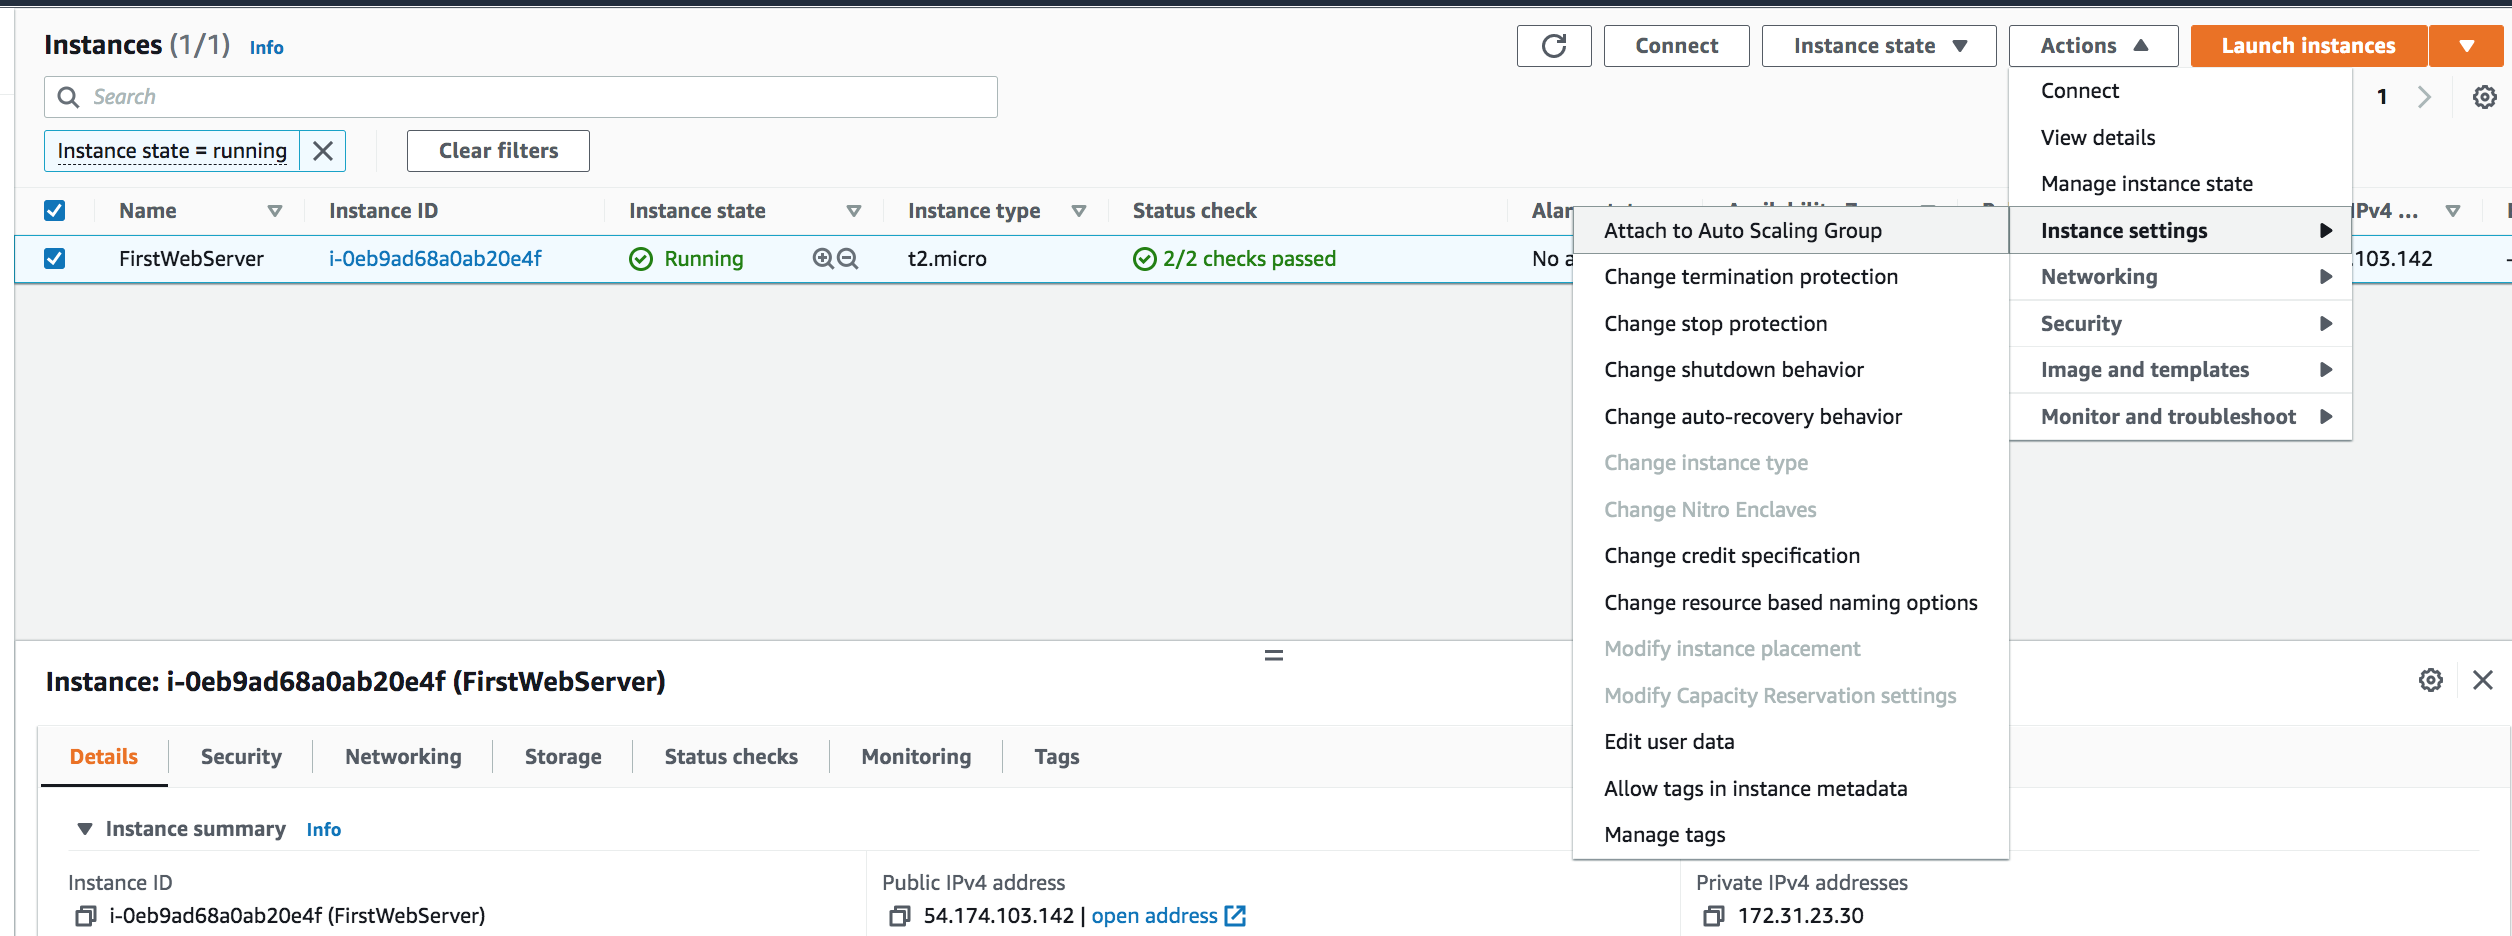 Instances (1/1) Info
Connect
Instance state
Actions
Launch instances
Search
1
Instance state = running
Clear filters
Connect
View details
Manage instance state
Instance settings
Networking
Security
Image and templates
Monitor and troubleshoot
Name
Instance ID
Instance state
Instance type
Status check
IPv4 ...
FirstWebServer
i-0eb9ad68a0ab20e4f
Running
t2.micro
2/2 checks passed
No a
.103.142
Attach to Auto Scaling Group
Change termination protection
Change stop protection
Change shutdown behavior
Change auto-recovery behavior
Change instance type
Change Nitro Enclaves
Change credit specification
Change resource based naming options
Modify instance placement
Modify Capacity Reservation settings
Edit user data
Allow tags in instance metadata
Manage tags
Instance: i-0eb9ad68a0ab20e4f (FirstWebServer)
Details
Security
Networking
Storage
Status checks
Monitoring
Tags
Instance summary Info
Instance ID
i-0eb9ad68a0ab20e4f (FirstWebServer)
Public IPv4 address
54.174.103.142 | open address
Private IPv4 addresses
172.31.23.30